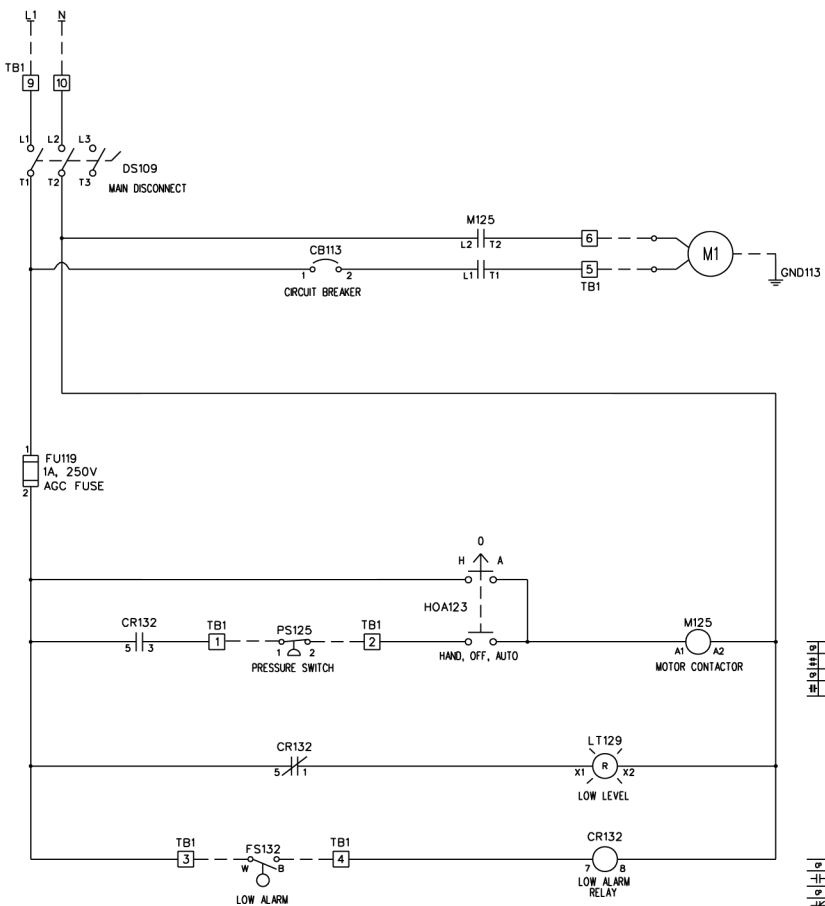 L1 N
TB1
9 10
L1 L2 L3
DS109
T1 T2 T3
MAIN DISCONNECT
M125
L2 T2 6
CB113
M1
1 2 L1 T1 5
GND113
CIRCUIT BREAKER
TB1
1
FU119
1A, 250V
AGC FUSE
2
0
H A
HOA123
CR132 TB1 PS125 TB1 M125
1 2
5 3 1 2 A1 A2
PRESSURE SWITCH HAND, OFF, AUTO MOTOR CONTACTOR
CR132 LT129
5 1 X1 R X2
LOW LEVEL
TB1 FS132 TB1 CR132
3 W B 4 7 8
LOW ALARM
LOW ALARM
RELAY